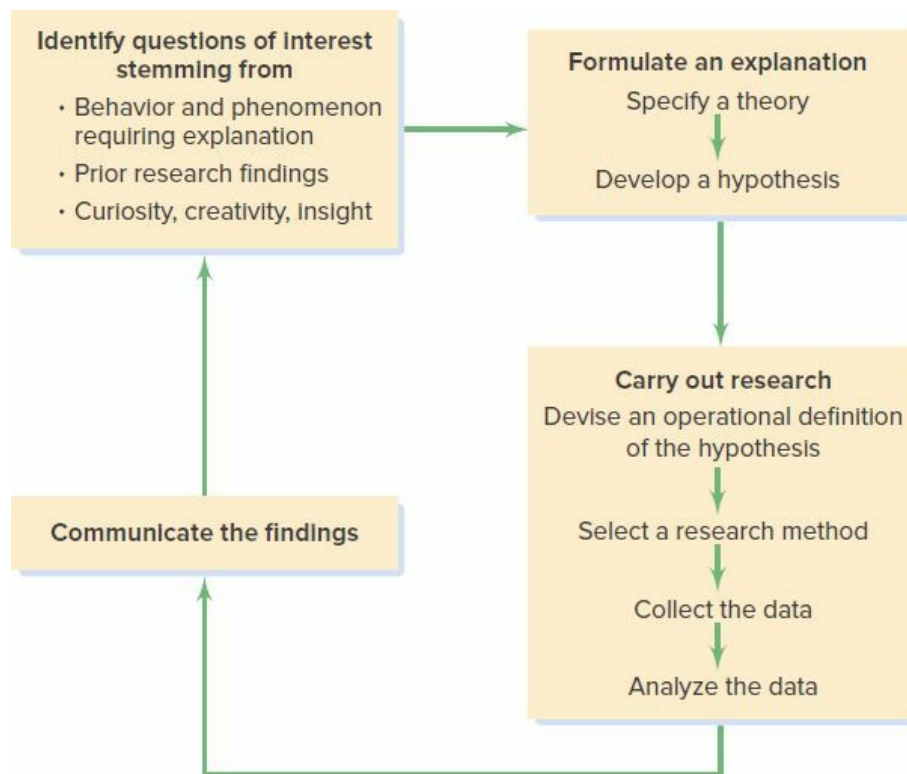 Identify questions of interest
stemming from
· Behavior and phenomenon
requiring explanation
· Prior research findings
· Curiosity, creativity, insight
Formulate an explanation
Specify a theory
Develop a hypothesis
Carry out research
Devise an operational definition
of the hypothesis
Select a research method
Collect the data
Analyze the data
Communicate the findings